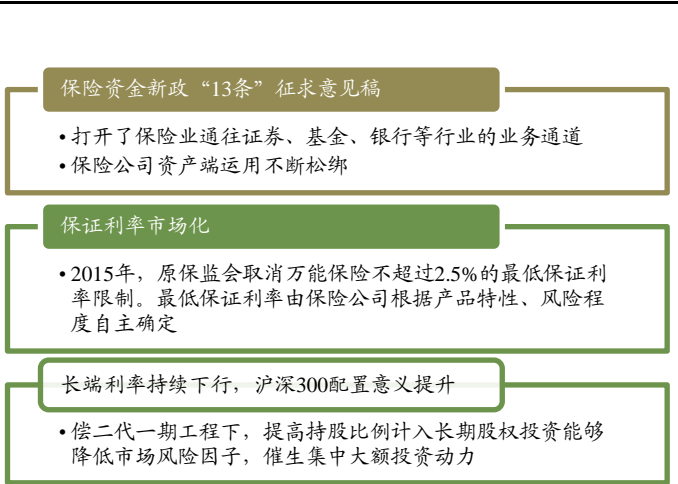 保险资金新政“13条”征求意见稿
•打开了保险业通往证券、基金、银行等行业的业务通道
•保险公司资产端运用不断松绑
保证利率市场化
•2015年，原保监会取消万能保险不超过2.5%的最低保证利
率限制。最低保证利率由保险公司根据产品特性、风险程
度自主确定
长端利率持续下行，沪深300配置意义提升
•偿二代一期工程下，提高持股比例计入长期股权投资能够
降低市场风险因子，催生集中大额投资动力